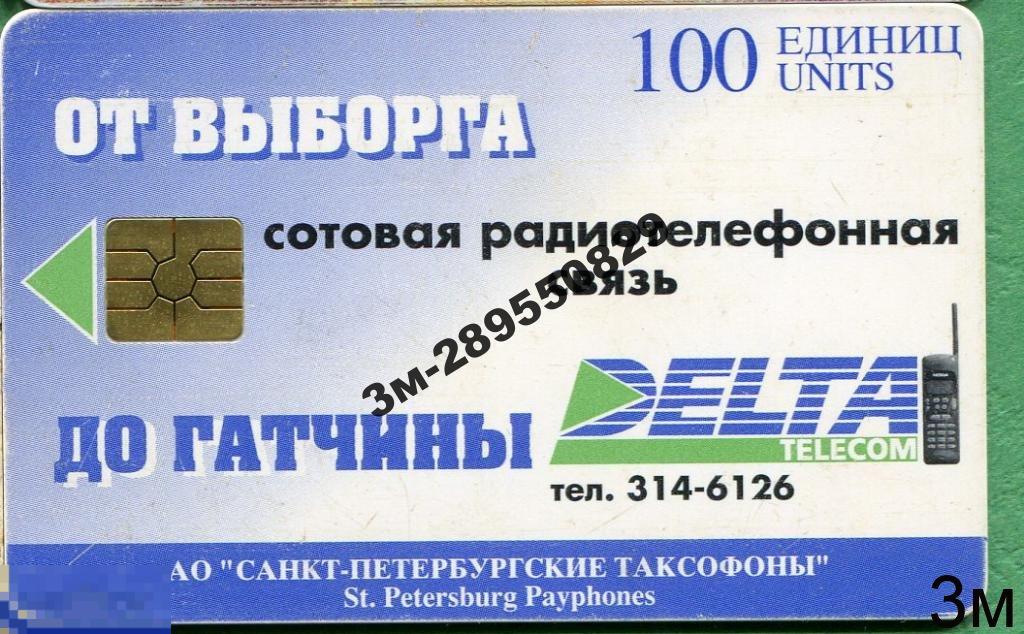 100 ЕДИНИЦ
UNITS
ОТ ВЫБОРГА
сотовая радиотелефонная
связь
3м-289550829
ДО ГАТЧИНЫ
DELTA
TELECOM
тел. 314-6126
АО "САНКТ-ПЕТЕРБУРГСКИЕ ТАКСОФОНЫ"
St. Petersburg Payphones
3м